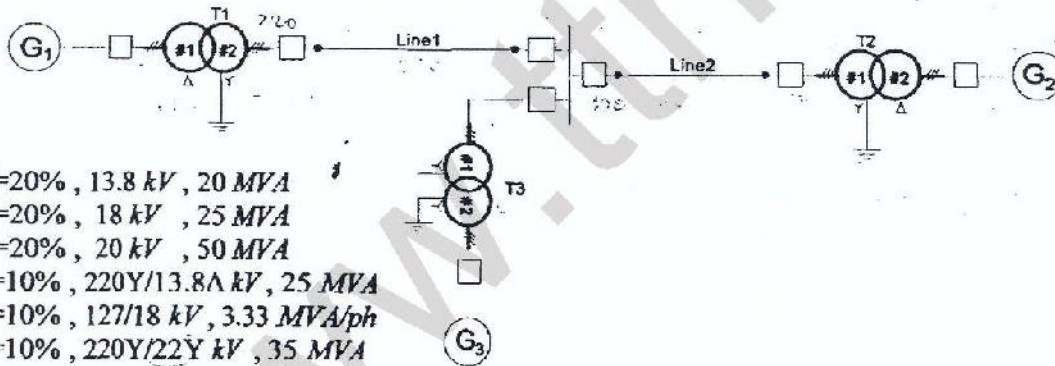 T1
220
G₁
#1
#2
Δ
Y
Line1
Line2
T2
#1
#2
Y
Δ
G₂
#1
#2
T3
G₃
=20% , 13.8 kV , 20 MVA
=20% , 18 kV , 25 MVA
=20% , 20 kV , 50 MVA
=10% , 220Y/13.8Δ kV , 25 MVA
=10% , 127/18 kV , 3.33 MVA/ph
=10% , 220Y/22Y kV , 35 MVA